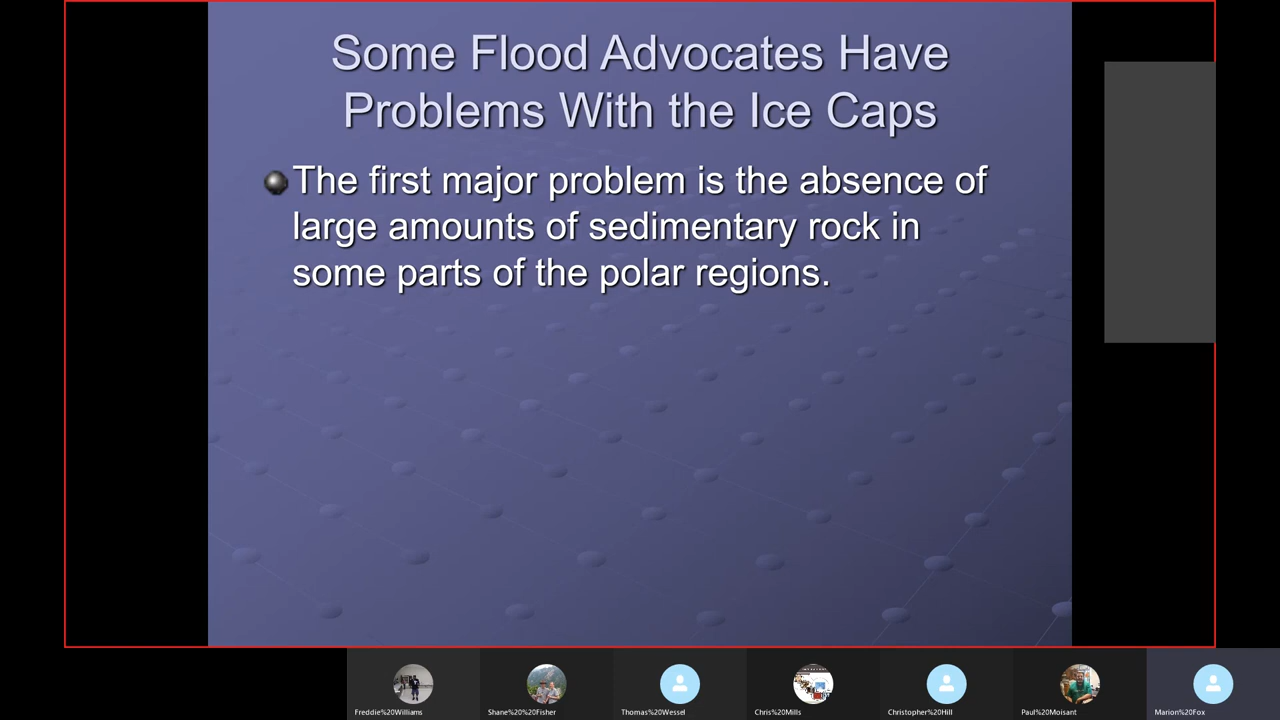 Some Flood Advocates Have
Problems With the Ice Caps
The first major problem is the absence of
large amounts of sedimentary rock in
some parts of the polar regions.
Freddie%20Williams
Shane%20%20Fisher
Thomas%20Wessel
Chris%20Mills
Christopher%20Hill
Paul%20Moisant
Marion%20Fox